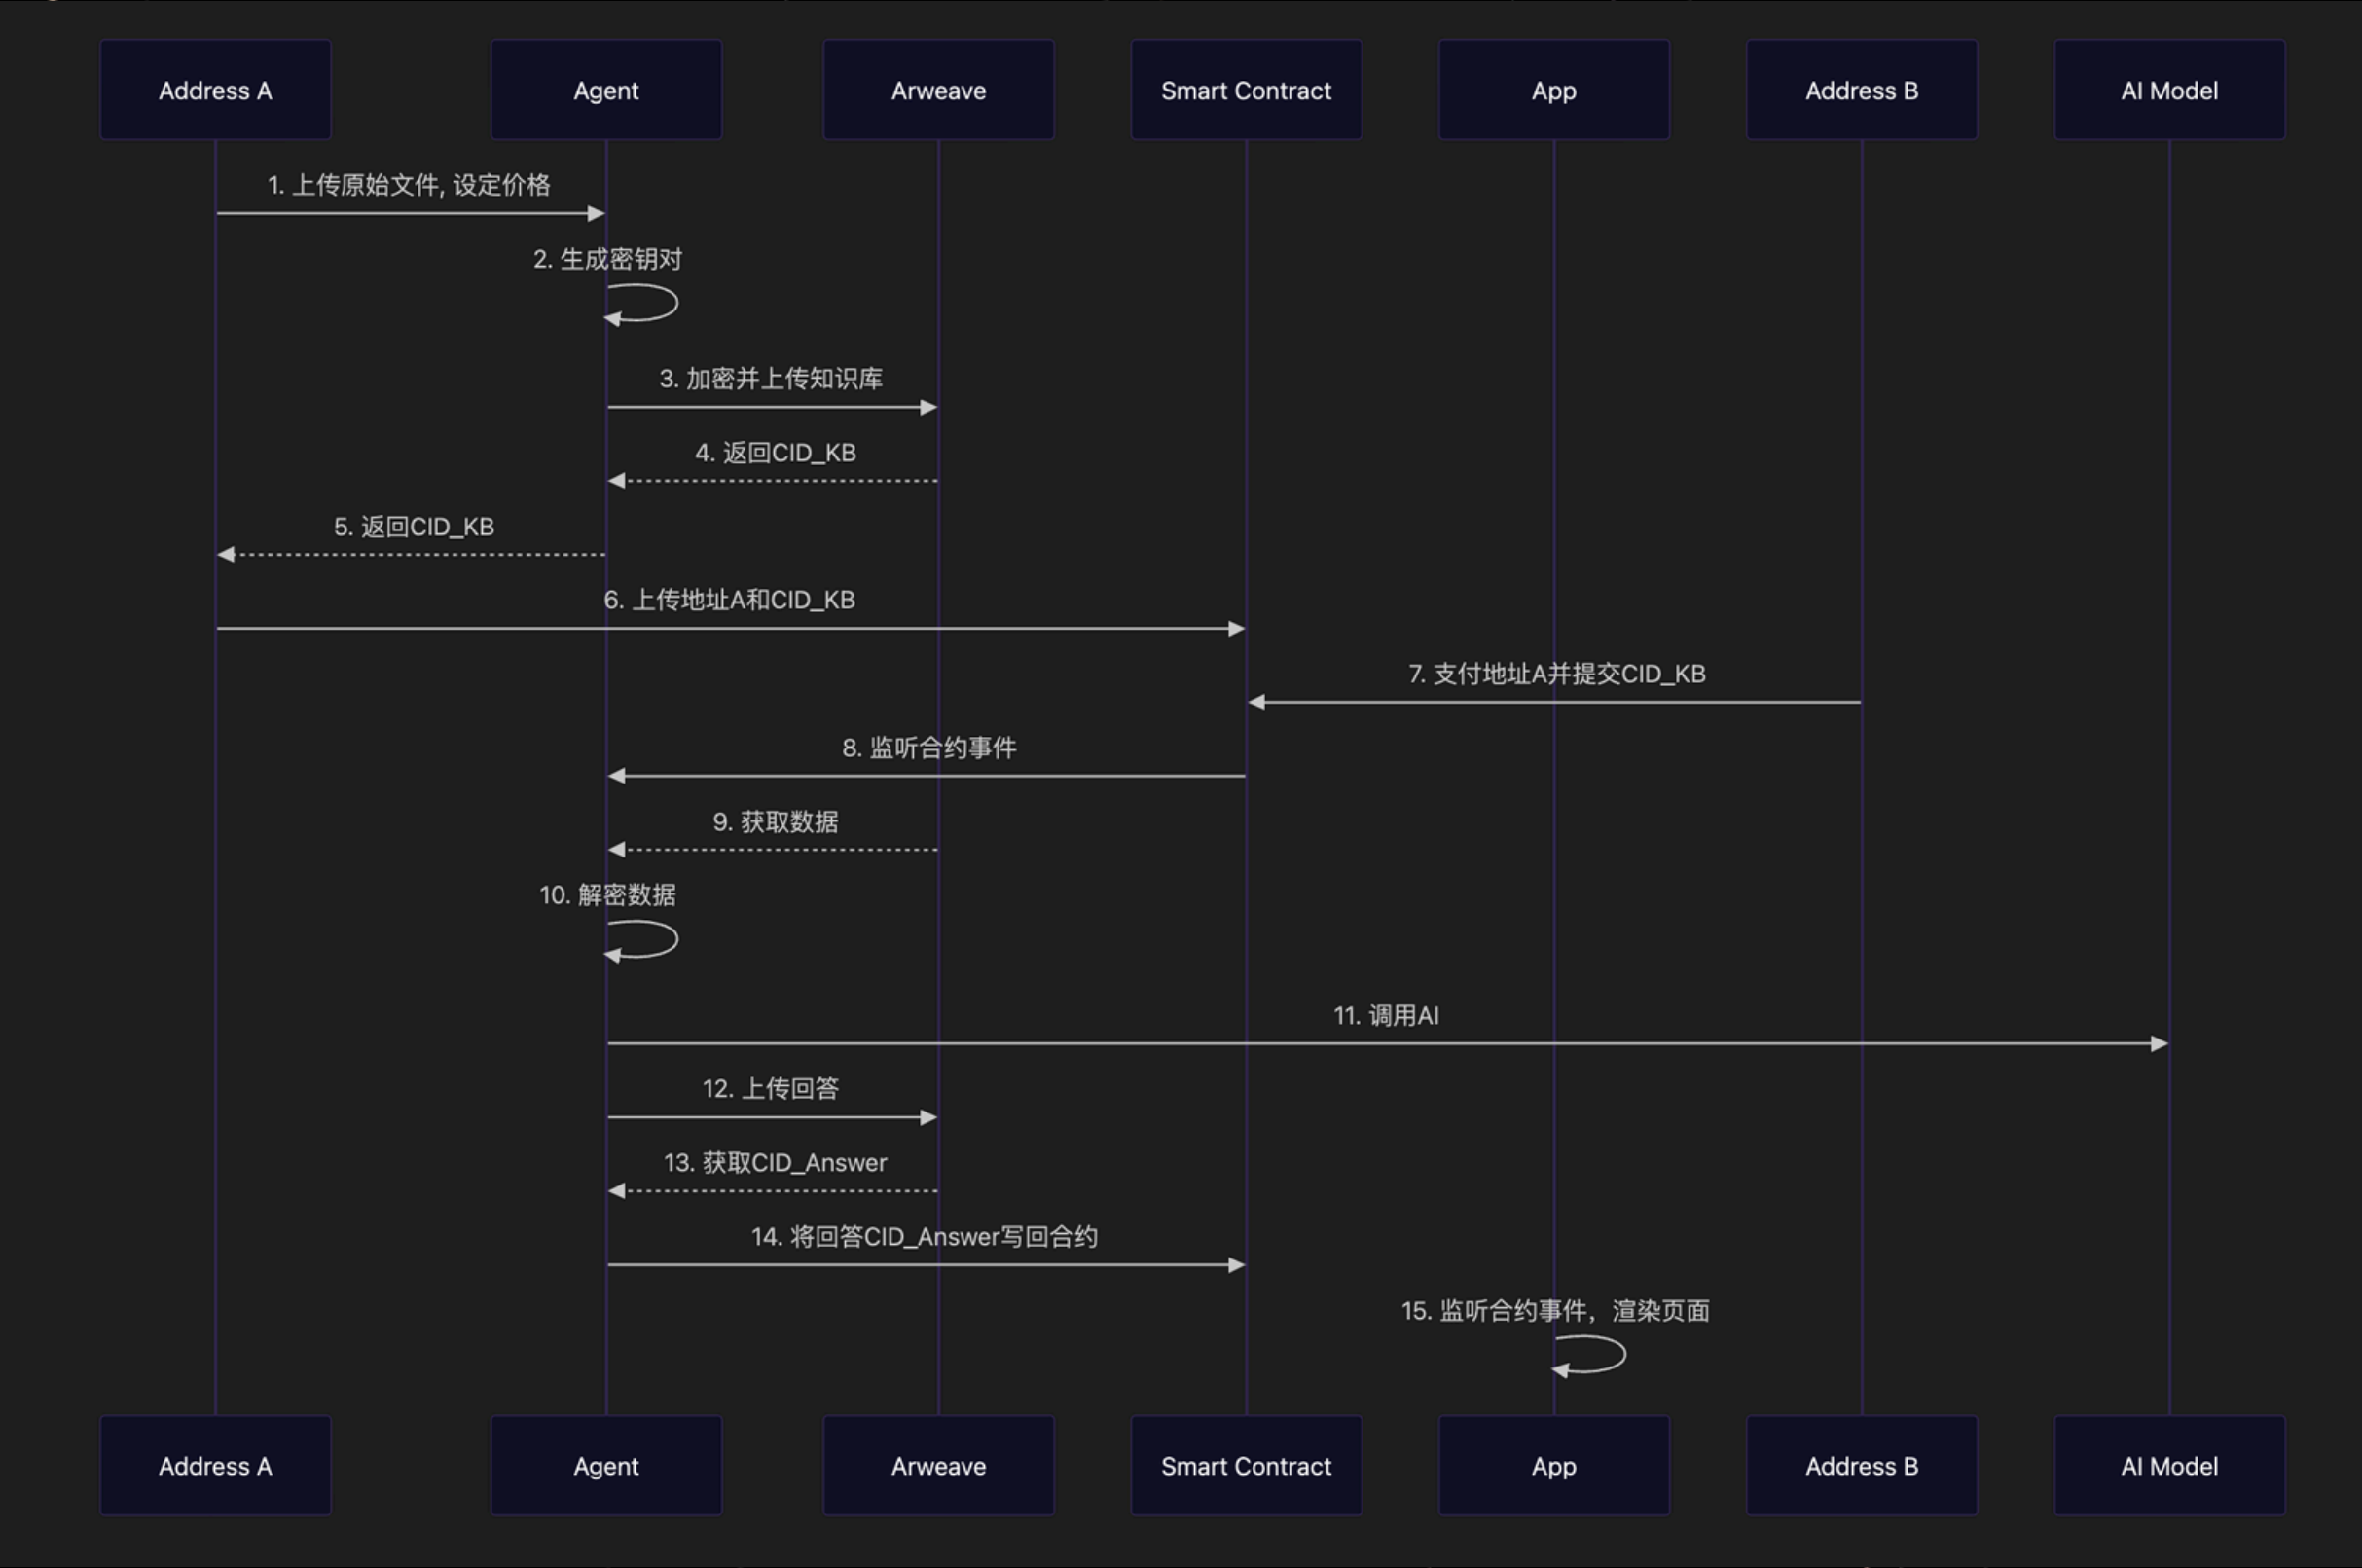 Address A
Agent
Arweave
Smart Contract
App
Address B
AI Model
1. 上传原始文件, 设定价格
2. 生成密钥对
3. 加密并上传知识库
4. 返回CID_KB
5. 返回CID_KB
6. 上传地址A和CID_KB
7. 支付地址A并提交CID_KB
8. 监听合约事件
9. 获取数据
10. 解密数据
11. 调用AI
12. 上传回答
13. 获取CID_Answer
14. 将回答CID_Answer写回合约
15. 监听合约事件，渲染页面
Address A
Agent
Arweave
Smart Contract
App
Address B
AI Model